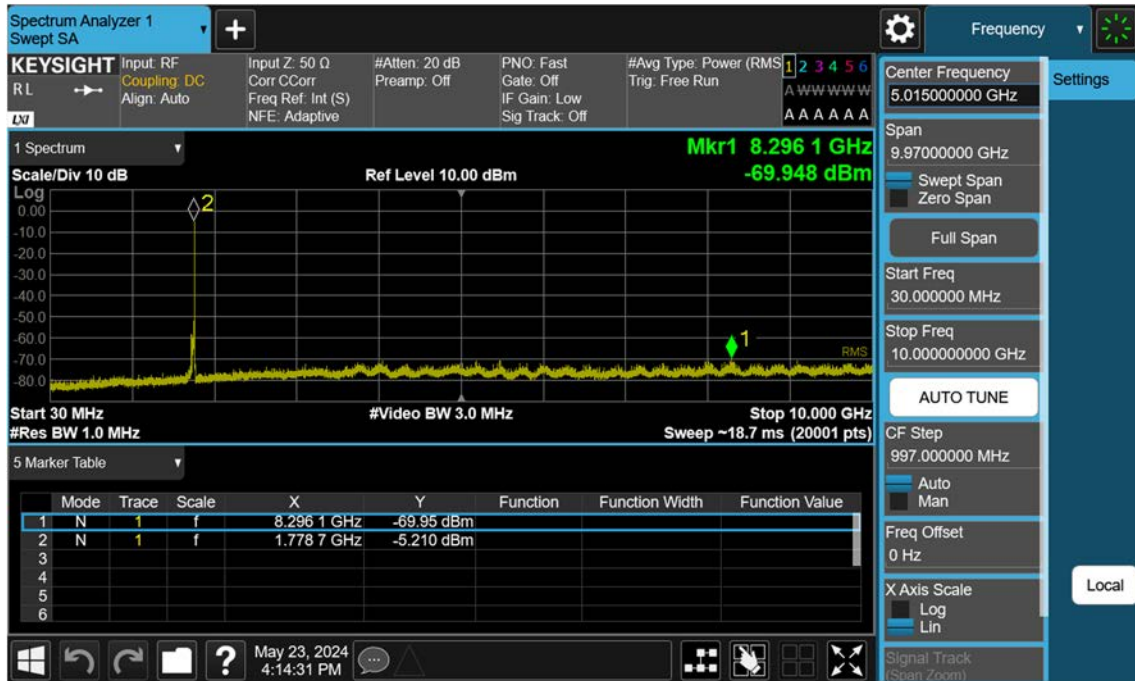 Spectrum Analyzer 1
Swept SA
+
Frequency
KEYSIGHT
RL
LXI
Input: RF
Coupling: DC
Align: Auto
Input Z: 50 Ω
Corr CCorr
Freq Ref: Int (S)
NFE: Adaptive
#Atten: 20 dB
Preamp: Off
PNO: Fast
Gate: Off
IF Gain: Low
Sig Track: Off
#Avg Type: Power (RMS
Trig: Free Run
1 2 3 4 5 6
A W W W W W
A A A A A A
1 Spectrum
Mkr1 8.296 1 GHz
-69.948 dBm
Scale/Div 10 dB
Ref Level 10.00 dBm
Log
0.00
-10.0
-20.0
-30.0
-40.0
-50.0
-60.0
-70.0
-80.0
2
1
RMS
Start 30 MHz
#Video BW 3.0 MHz
Stop 10.000 GHz
#Res BW 1.0 MHz
Sweep ~18.7 ms (20001 pts)
5 Marker Table
Mode Trace Scale X Y Function Function Width Function Value
1 N 1 f 8.296 1 GHz -69.95 dBm
2 N 1 f 1.778 7 GHz -5.210 dBm
3
4
5
6
?
May 23, 2024
4:14:31 PM
Center Frequency
5.015000000 GHz
Settings
Span
9.97000000 GHz
Swept Span
Zero Span
Full Span
Start Freq
30.000000 MHz
Stop Freq
10.000000000 GHz
AUTO TUNE
CF Step
997.000000 MHz
Auto
Man
Freq Offset
0 Hz
X Axis Scale
Log
Lin
Local
Signal Track
(Span Zoom)